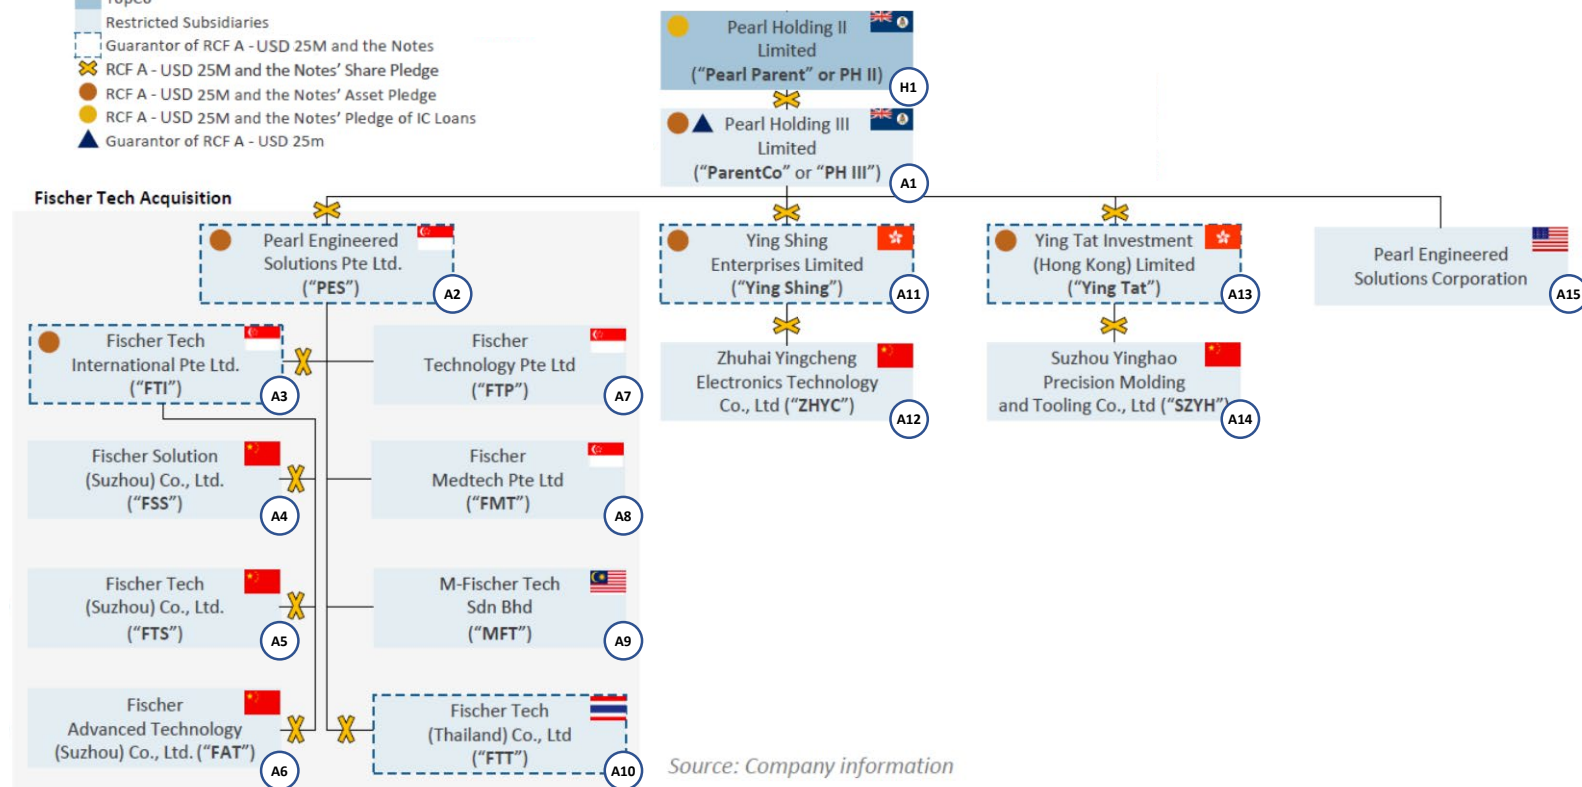 TopCo
Restricted Subsidiaries
Guarantor of RCF A - USD 25M and the Notes
RCF A - USD 25M and the Notes' Share Pledge
RCF A - USD 25M and the Notes' Asset Pledge
RCF A - USD 25M and the Notes' Pledge of IC Loans
Guarantor of RCF A - USD 25m
Pearl Holding II
Limited
("Pearl Parent" or PH II)
H1
Pearl Holding III
Limited
("ParentCo" or "PH III")
A1
Fischer Tech Acquisition
Pearl Engineered
Solutions Pte Ltd.
("PES")
A2
Ying Shing
Enterprises Limited
("Ying Shing")
A11
Ying Tat Investment
(Hong Kong) Limited
("Ying Tat")
A13
Pearl Engineered
Solutions Corporation
A15
Fischer Tech
International Pte Ltd.
("FTI")
A3
Fischer
Technology Pte Ltd
("FTP")
A7
Zhuhai Yingcheng
Electronics Technology
Co., Ltd ("ZHYC")
A12
Suzhou Yinghao
Precision Molding
and Tooling Co., Ltd ("SZYH")
A14
Fischer Solution
(Suzhou) Co., Ltd.
("FSS")
A4
Fischer
Medtech Pte Ltd
("FMT")
A8
Fischer Tech
(Suzhou) Co., Ltd.
("FTS")
A5
M-Fischer Tech
Sdn Bhd
("MFT")
A9
Fischer
Advanced Technology
(Suzhou) Co., Ltd. ("FAT")
A6
Fischer Tech
(Thailand) Co., Ltd
("FTT")
A10
Source: Company information